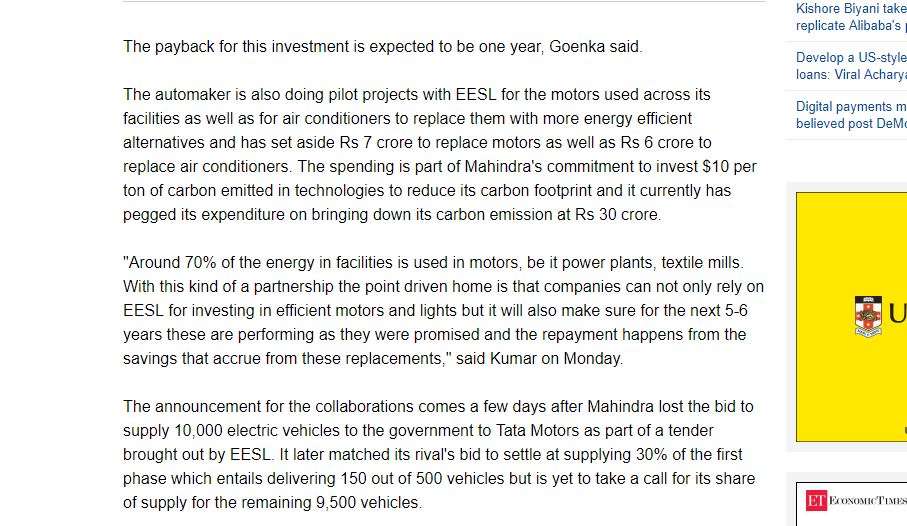 The payback for this investment is expected to be one year, Goenka said.
The automaker is also doing pilot projects with EESL for the motors used across its
facilities as well as for air conditioners to replace them with more energy efficient
alternatives and has set aside Rs 7 crore to replace motors as well as Rs 6 crore to
replace air conditioners. The spending is part of Mahindra's commitment to invest $10 per
ton of carbon emitted in technologies to reduce its carbon footprint and it currently has
pegged its expenditure on bringing down its carbon emission at Rs 30 crore.
"Around 70% of the energy in facilities is used in motors, be it power plants, textile mills.
With this kind of a partnership the point driven home is that companies can not only rely on
EESL for investing in efficient motors and lights but it will also make sure for the next 5-6
years these are performing as they were promised and the repayment happens from the
savings that accrue from these replacements," said Kumar on Monday.
The announcement for the collaborations comes a few days after Mahindra lost the bid to
supply 10,000 electric vehicles to the government to Tata Motors as part of a tender
brought out by EESL. It later matched its rival's bid to settle at supplying 30% of the first
phase which entails delivering 150 out of 500 vehicles but is yet to take a call for its share
of supply for the remaining 9,500 vehicles.
Kishore Biyani take
replicate Alibaba's
Develop a US-style
loans: Viral Achary
Digital payments m
believed post DeMo
U
ET ECONOMICTIMES